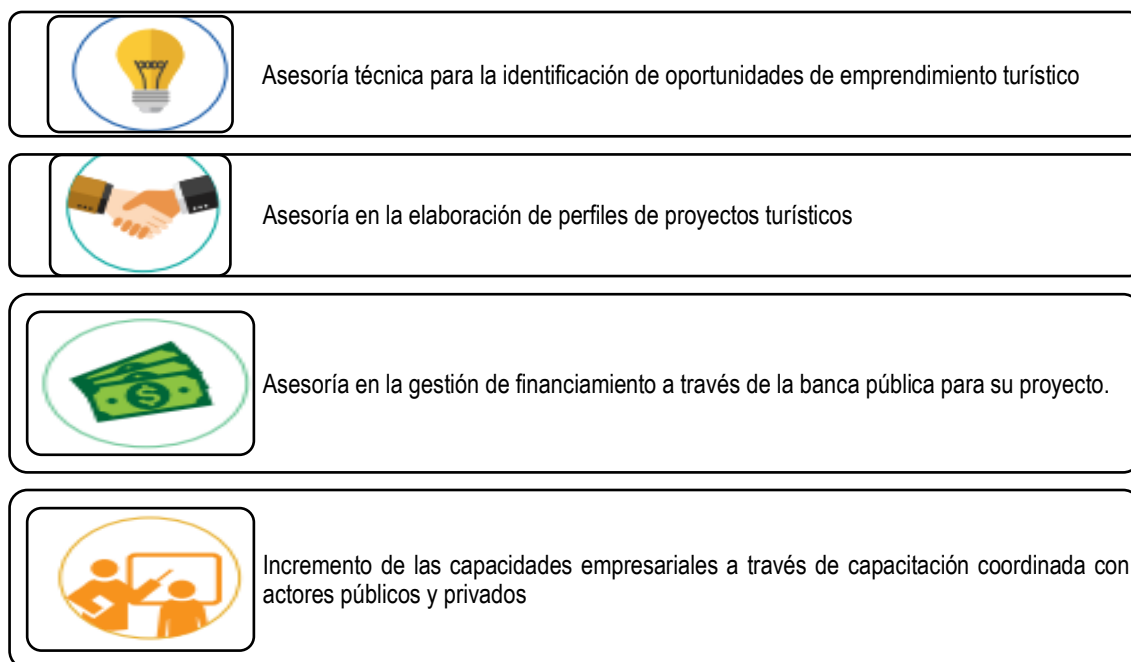 Asesoría técnica para la identificación de oportunidades de emprendimiento turístico
Asesoría en la elaboración de perfiles de proyectos turísticos
Asesoría en la gestión de financiamiento a través de la banca pública para su proyecto.
Incremento de las capacidades empresariales a través de capacitación coordinada con
actores públicos y privados